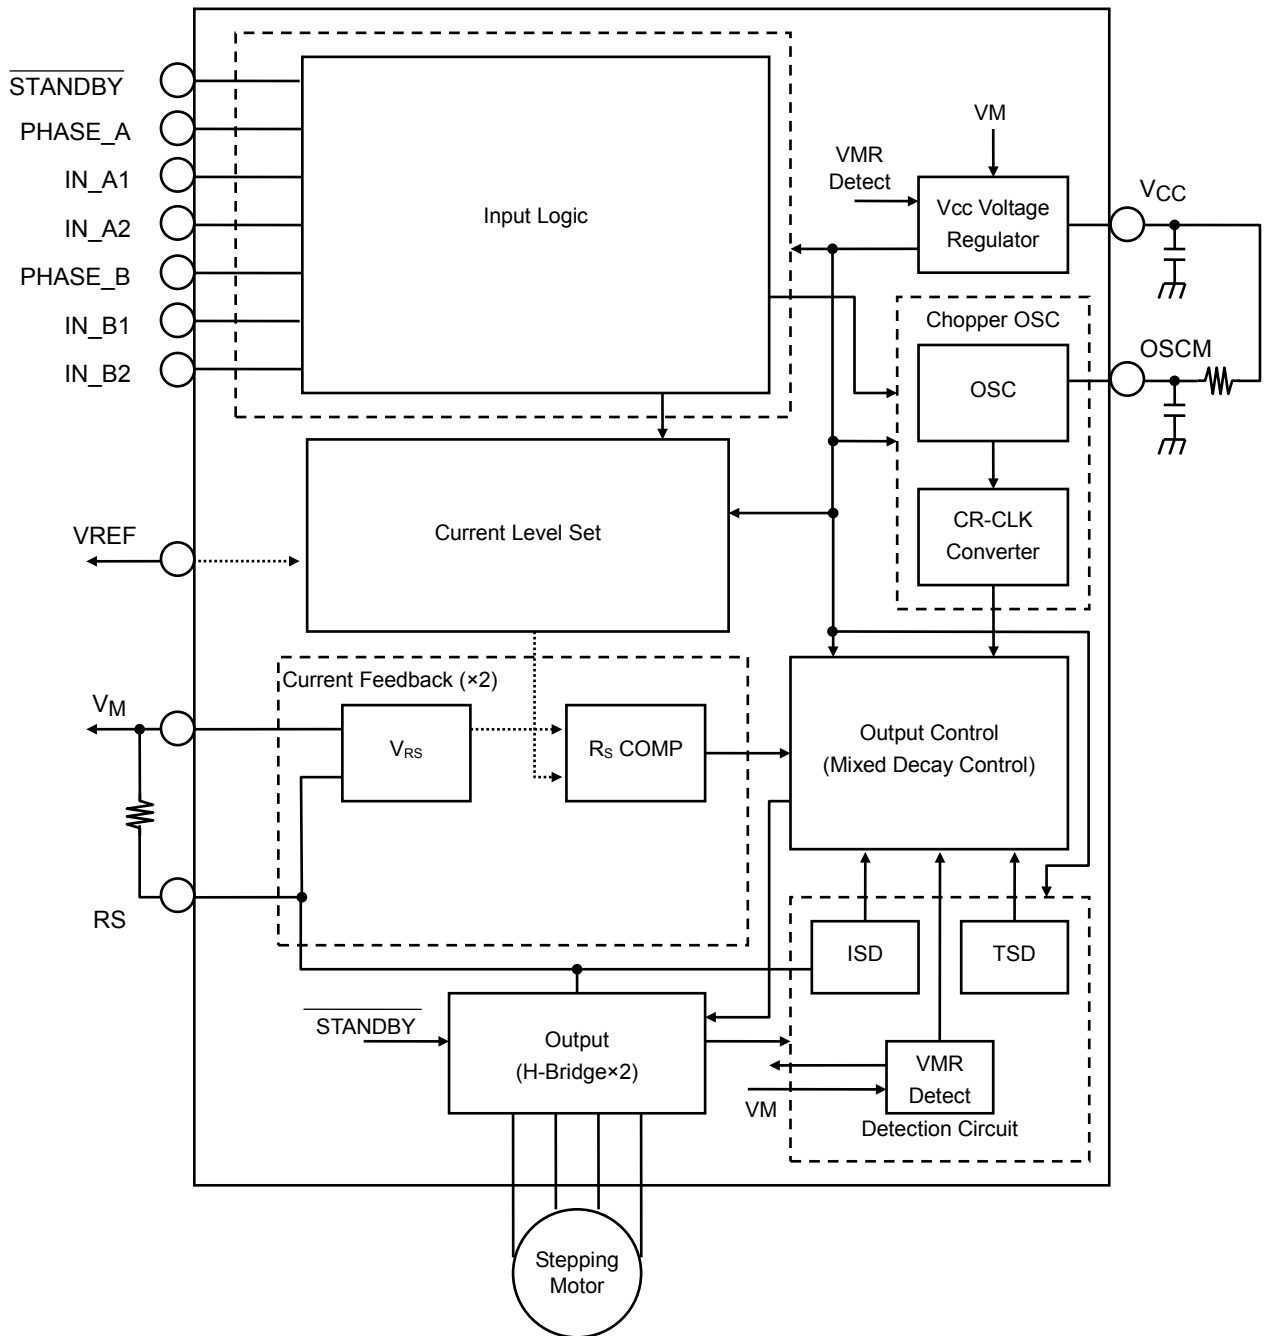 STANDBY
PHASE_A
IN_A1
IN_A2
PHASE_B
IN_B1
IN_B2
Input Logic
VM
VMR
Detect
Vcc Voltage
Regulator
VCC
Chopper OSC
OSC
OSCM
CR-CLK
Converter
VREF
Current Level Set
Current Feedback (×2)
VM
VRS
RS COMP
Output Control
(Mixed Decay Control)
RS
ISD
TSD
STANDBY
Output
(H-Bridge×2)
VM
VMR
Detect
Detection Circuit
Stepping
Motor